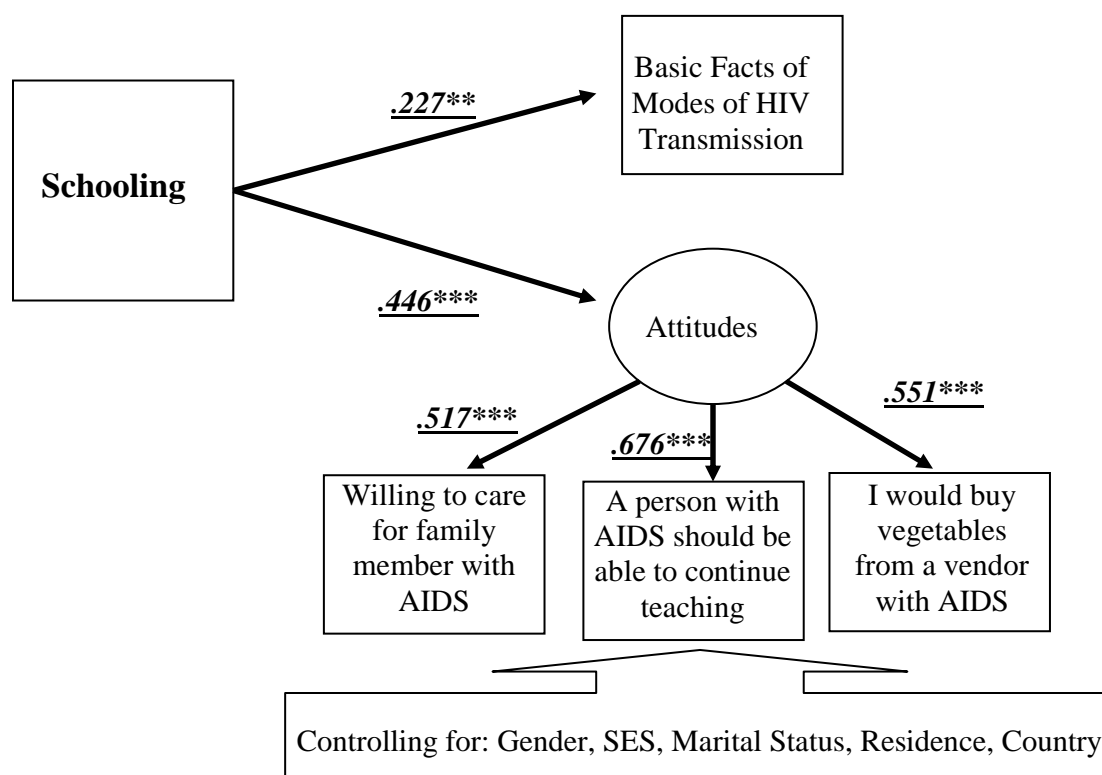 Basic Facts of
Modes of HIV
Transmission
.227**
Schooling
.446***
Attitudes
.517***
.676***
.551***
Willing to care
for family
member with
AIDS
A person with
AIDS should be
able to continue
teaching
I would buy
vegetables
from a vendor
with AIDS
Controlling for: Gender, SES, Marital Status, Residence, Country